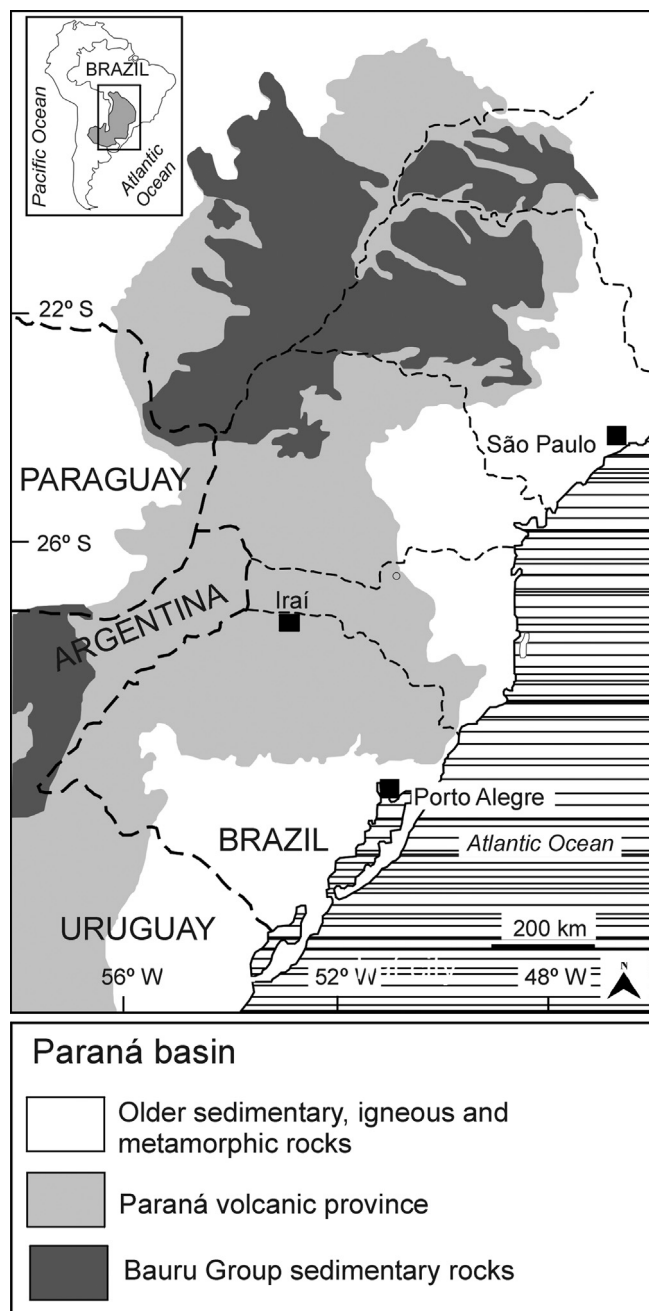 BRAZIL
Pacific Ocean
Atlantic
Ocean
22º S
São Paulo
PARAGUAY
26º S
ARGENTINA
Iraí
Porto Alegre
BRAZIL
Atlantic Ocean
URUGUAY
200 km
56º W
52º W
48º W
N
Paraná basin
Older sedimentary, igneous and
metamorphic rocks
Paraná volcanic province
Bauru Group sedimentary rocks